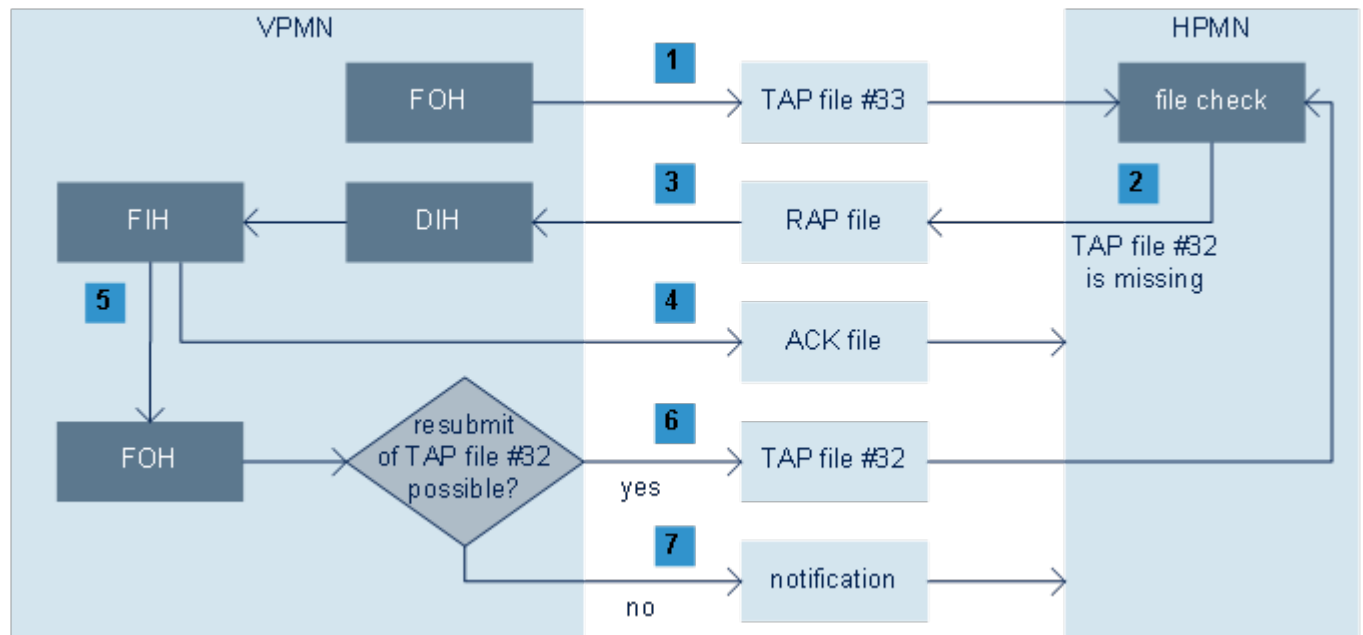 VPMN
HPMN
1
FOH
TAP file #33
file check
3
2
FIH
DIH
RAP file
TAP file #32
is missing
5
4
ACK file
resubmit
of TAP file #32
possible?
6
FOH
TAP file #32
yes
7
notification
no